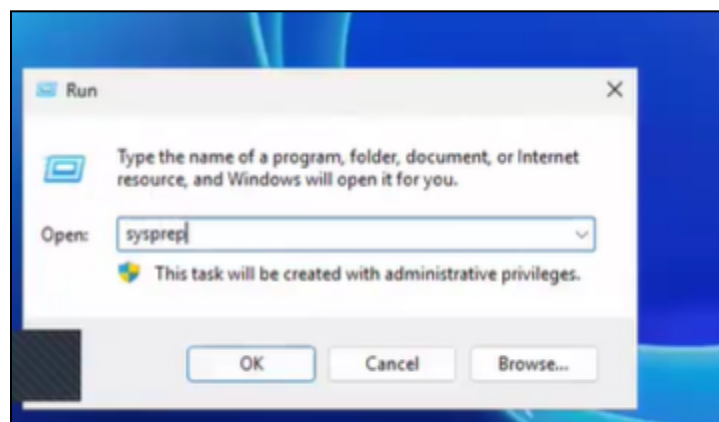 Run
Type the name of a program, folder, document, or Internet
resource, and Windows will open it for you.
Open:
sysprep
This task will be created with administrative privileges.
OK
Cancel
Browse...